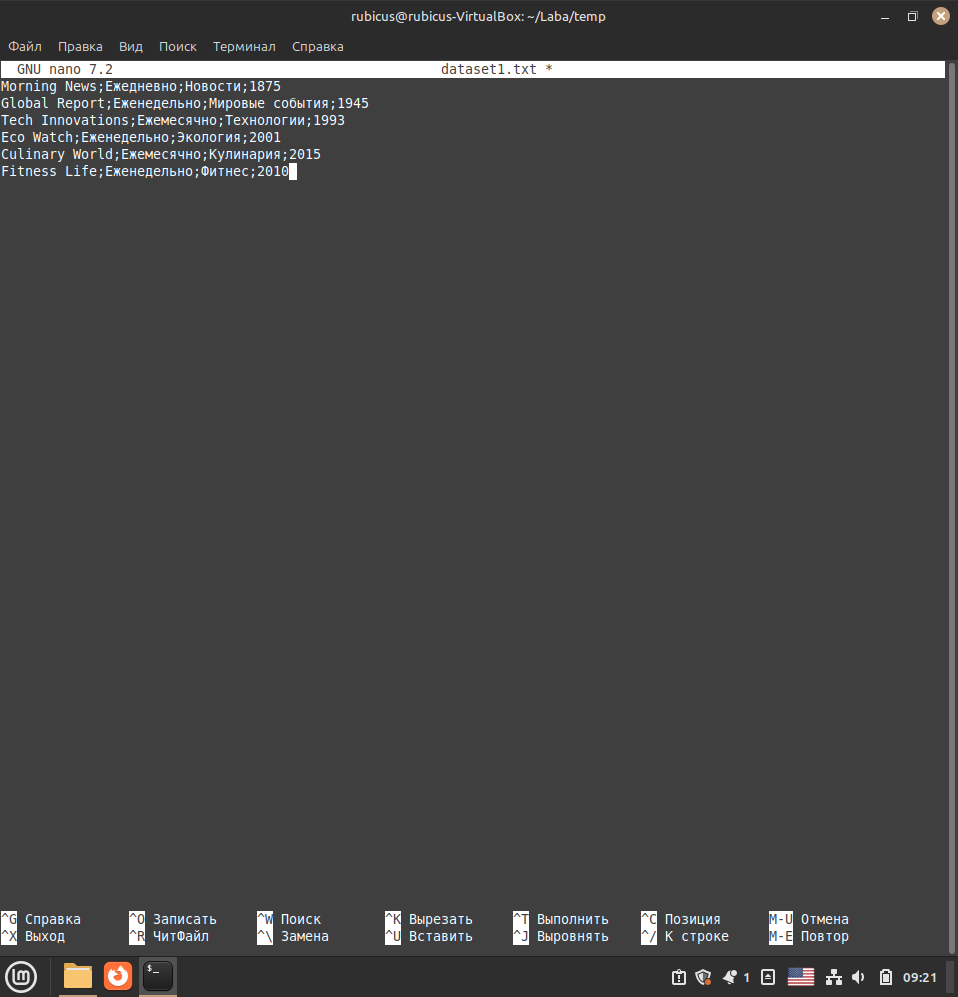 rubicus@rubicus-VirtualBox: ~/Laba/temp
Файл Правка Вид Поиск Терминал Справка
GNU nano 7.2 dataset1.txt *
Morning News;Ежедневно;Новости;1875
Global Report;Еженедельно;Мировые события;1945
Tech Innovations;Ежемесячно;Технологии;1993
Eco Watch;Еженедельно;Экология;2001
Culinary World;Ежемесячно;Кулинария;2015
Fitness Life;Еженедельно;Фитнес;2010
^G Справка ^O Записать ^W Поиск ^K Вырезать ^T Выполнить ^C Позиция M-U Отмена
^X Выход ^R ЧитФайл ^\ Замена ^U Вставить ^J Выровнять ^/ К строке M-E Повтор
$_ 1 09:21